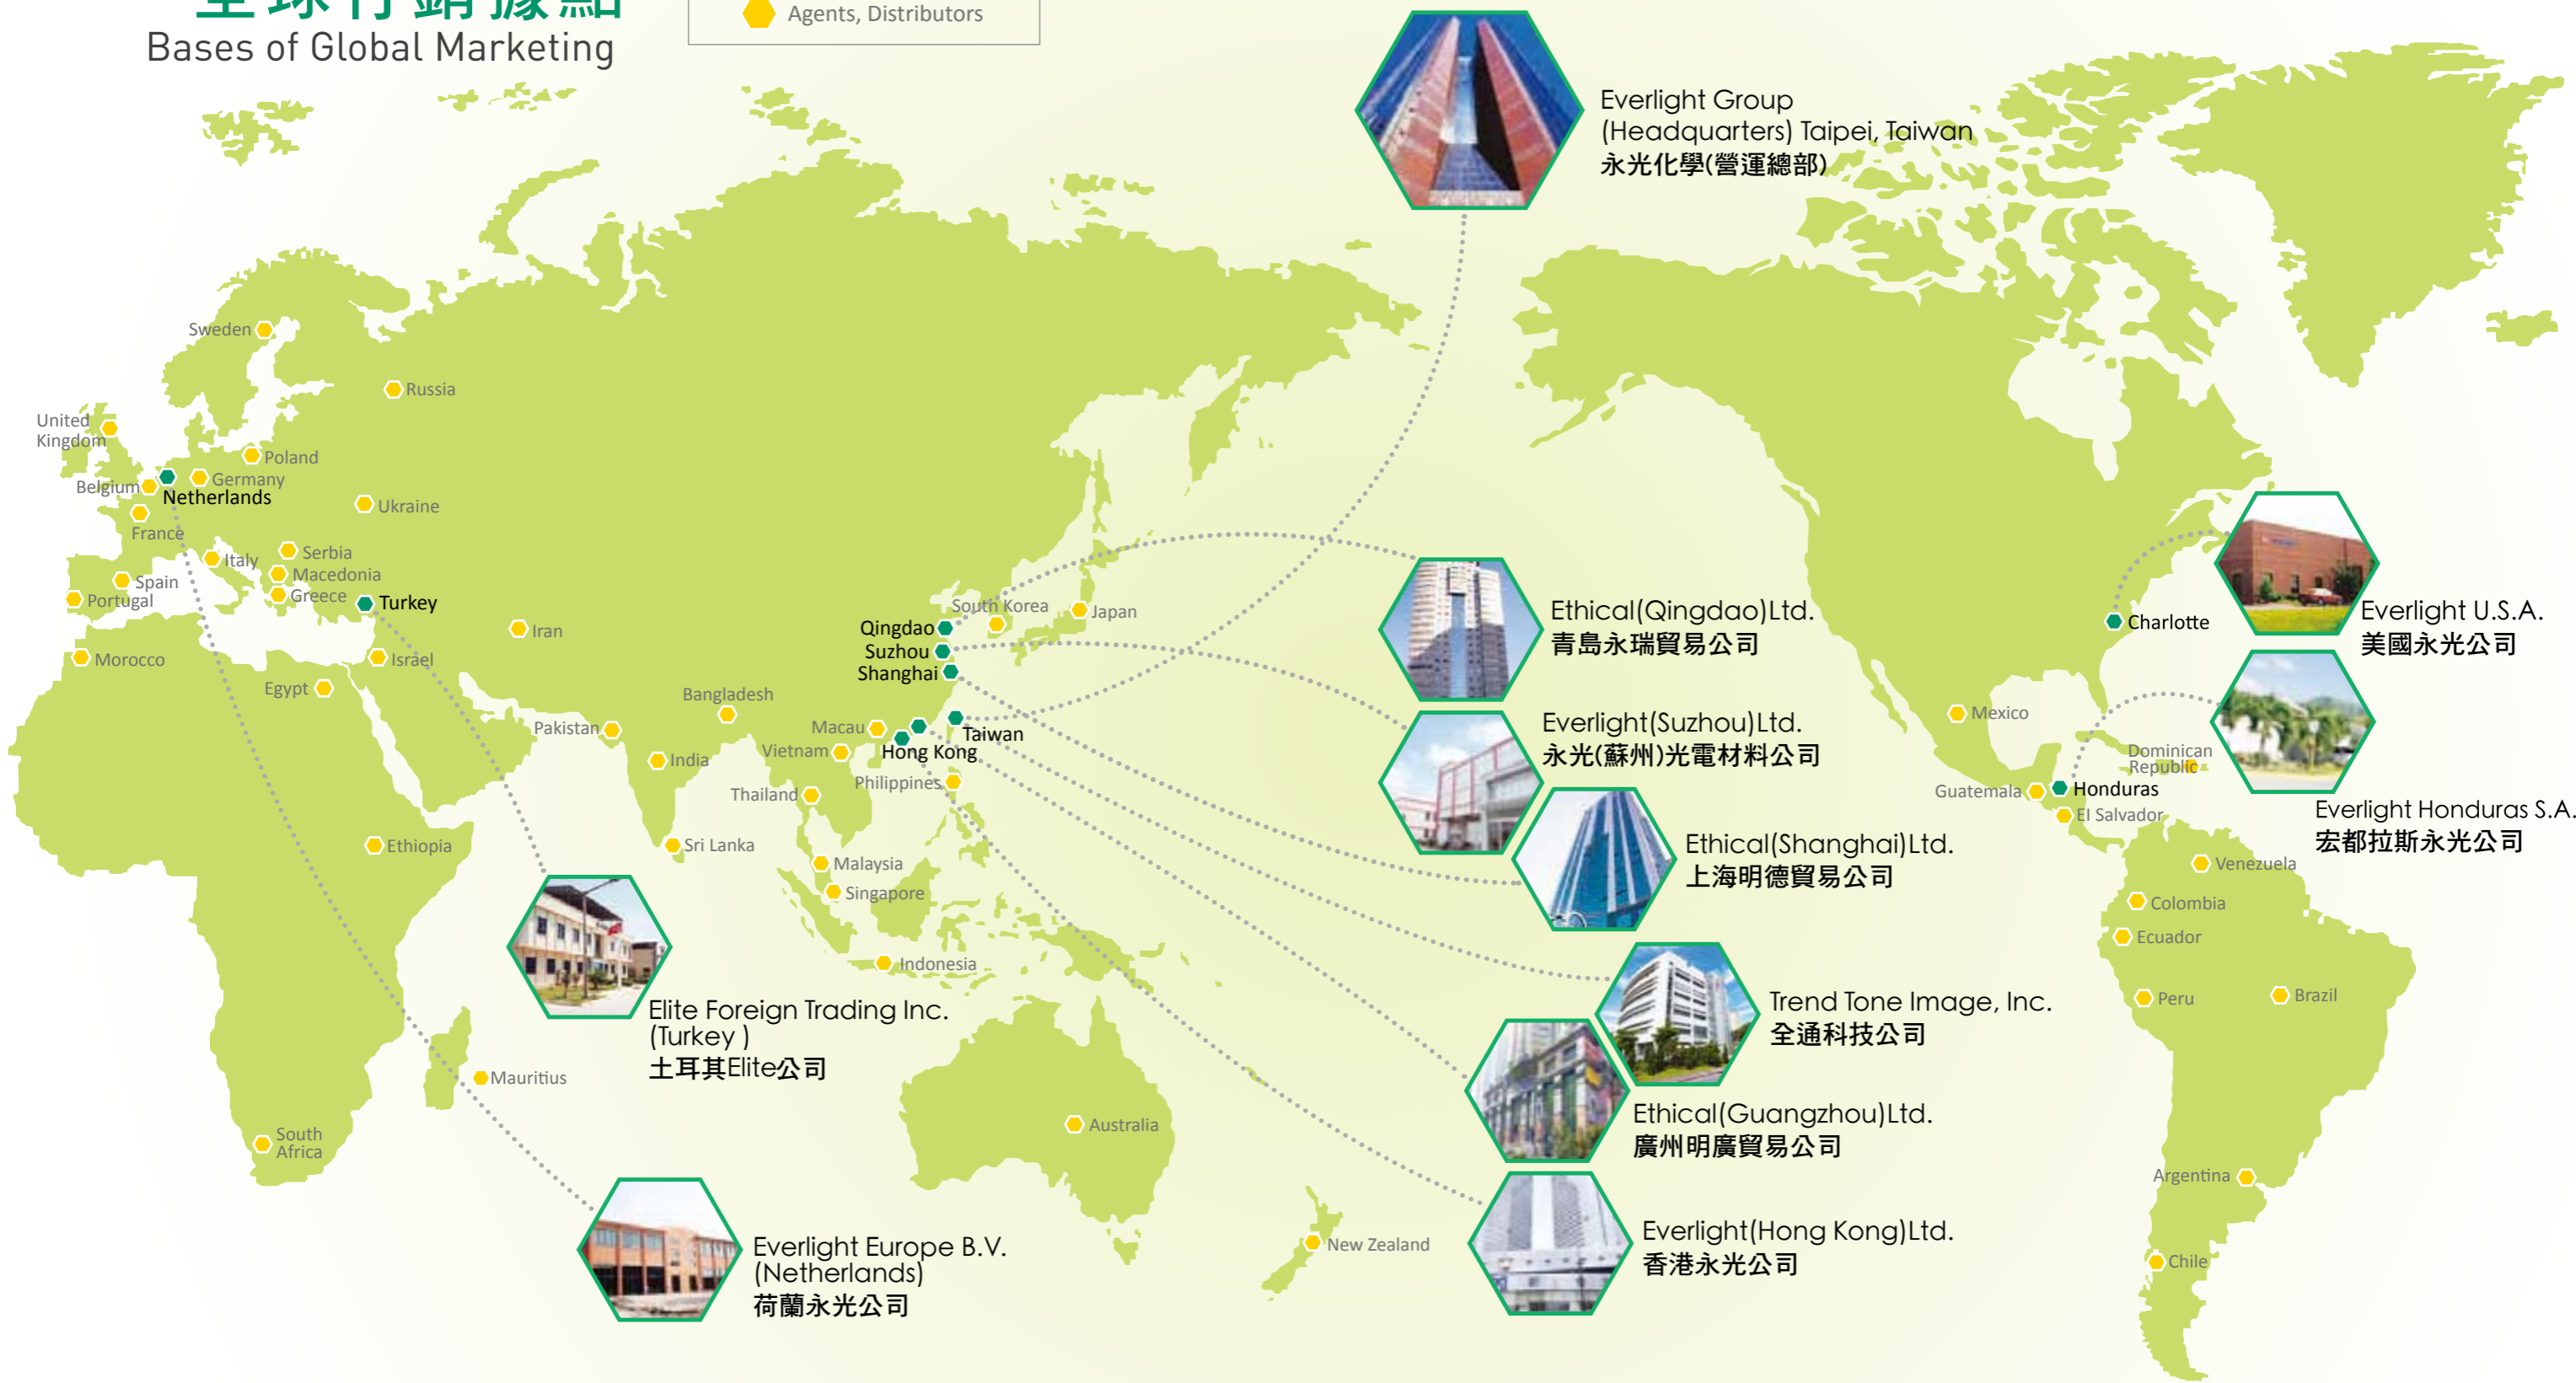 全球行銷據點
Bases of Global Marketing
Agents, Distributors
Everlight Group
(Headquarters) Taipei, Taiwan
永光化學(營運總部)
Sweden
Russia
United
Kingdom
Poland
Germany
Belgium
Netherlands
Ukraine
France
Serbia
Italy
Macedonia
Spain
Greece
Portugal
Turkey
Iran
Morocco
Israel
Egypt
Pakistan
Bangladesh
India
Sri Lanka
Ethiopia
Mauritius
South
Africa
South Korea
Japan
Qingdao
Suzhou
Shanghai
Macau
Taiwan
Hong Kong
Vietnam
Philippines
Thailand
Malaysia
Singapore
Indonesia
Australia
New Zealand
Elite Foreign Trading Inc.
(Turkey )
土耳其Elite公司
Everlight Europe B.V.
(Netherlands)
荷蘭永光公司
Ethical(Qingdao)Ltd.
青島永瑞貿易公司
Everlight(Suzhou)Ltd.
永光(蘇州)光電材料公司
Ethical(Shanghai)Ltd.
上海明德貿易公司
Trend Tone Image, Inc.
全通科技公司
Ethical(Guangzhou)Ltd.
廣州明廣貿易公司
Everlight(Hong Kong)Ltd.
香港永光公司
Charlotte
Everlight U.S.A.
美國永光公司
Mexico
Dominican
Republic
Guatemala
Honduras
El Salvador
Everlight Honduras S.A.
宏都拉斯永光公司
Venezuela
Colombia
Ecuador
Peru
Brazil
Argentina
Chile